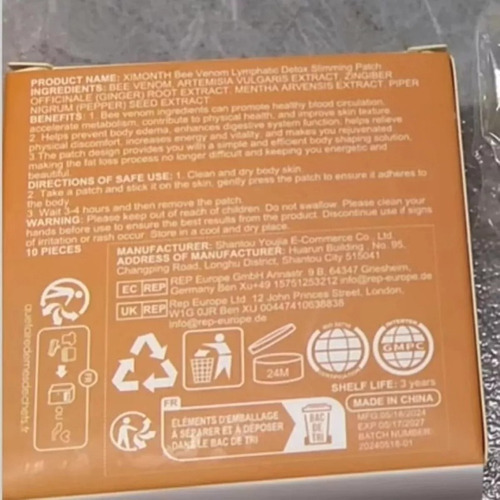 PRODUCT NAME: XIMONTH Bee Venom Lymphatic Detox Slimming Patch
INGREDIENTS: BEE VENOM, ARTEMISIA VULGARIS EXTRACT, ZINGIBER
OFFICINALE (GINGER) ROOT EXTRACT, MENTHA ARVENSIS EXTRACT, PIPER
NIGRUM (PEPPER) SEED EXTRACT
BENEFITS: 1. Bee venom ingredients can promote healthy blood circulation,
accelerate metabolism, contribute to physical health, and improve skin texture.
2. Helps prevent body edema, enhances digestive system function, helps relieve
physical discomfort, increases energy and vitality, and makes you rejuvenated.
3. The patch design provides you with a simple and efficient body shaping solution,
making the fat loss process no longer difficult and keeping you energetic and
beautiful.
DIRECTIONS OF SAFE USE: 1. Clean and dry body skin.
2. Take a patch and stick it on the skin, gently press the patch to ensure it adheres to
the body.
3. Wait 3-4 hours and then remove the patch.
WARNING: Please keep out of reach of children. Do not swallow. Please clean your
hands before use to ensure the best results from the product. Discontinue use if signs
of irritation or rash occur. Store in a cool and dry place.
10 PIECES
MANUFACTURER: Shantou Youjia E-Commerce Co., Ltd.
ADDRESS OF MANUFACTURER: Huarun Building, No. 95,
Changping Road, Longhu District, Shantou City 515041
EC REP
REP Europe GmbH Annastr. 9 B, 64347 Griesheim,
Germany Ben Xu+49 15751253212 info@rep-europe.de
UK REP
Rep Europe Ltd. 12 John Princes Street, London,
W1G 0JR Ben XU 00447410638838
info@rep-europe.de
quefairedemesdechets.fr
OU
24M
GMPC
SHELF LIFE: 3 years
MADE IN CHINA
MFG:05/18/2024
EXP:05/17/2027
BATCH NUMBER:
20240518-01
FR
ÉLÉMENTS D'EMBALLAGE
À SÉPARER ET À DÉPOSER
DANS LE BAC DE TRI
BAC
DE
TRI